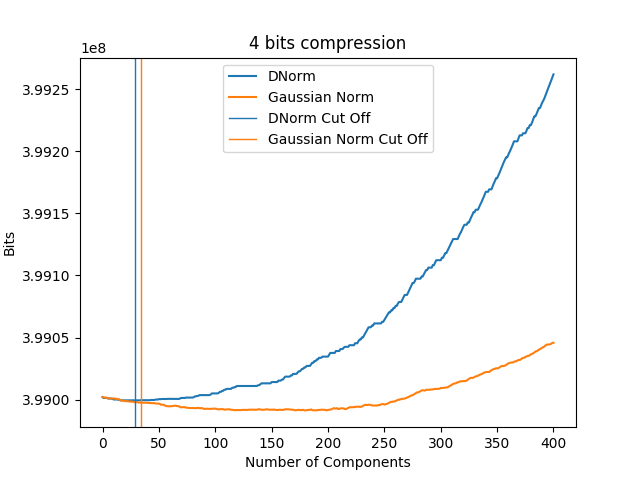 4 bits compression
1e8
DNorm
Gaussian Norm
DNorm Cut Off
Gaussian Norm Cut Off
3.9925
3.9920
3.9915
3.9910
3.9905
3.9900
Bits
0 50 100 150 200 250 300 350 400
Number of Components